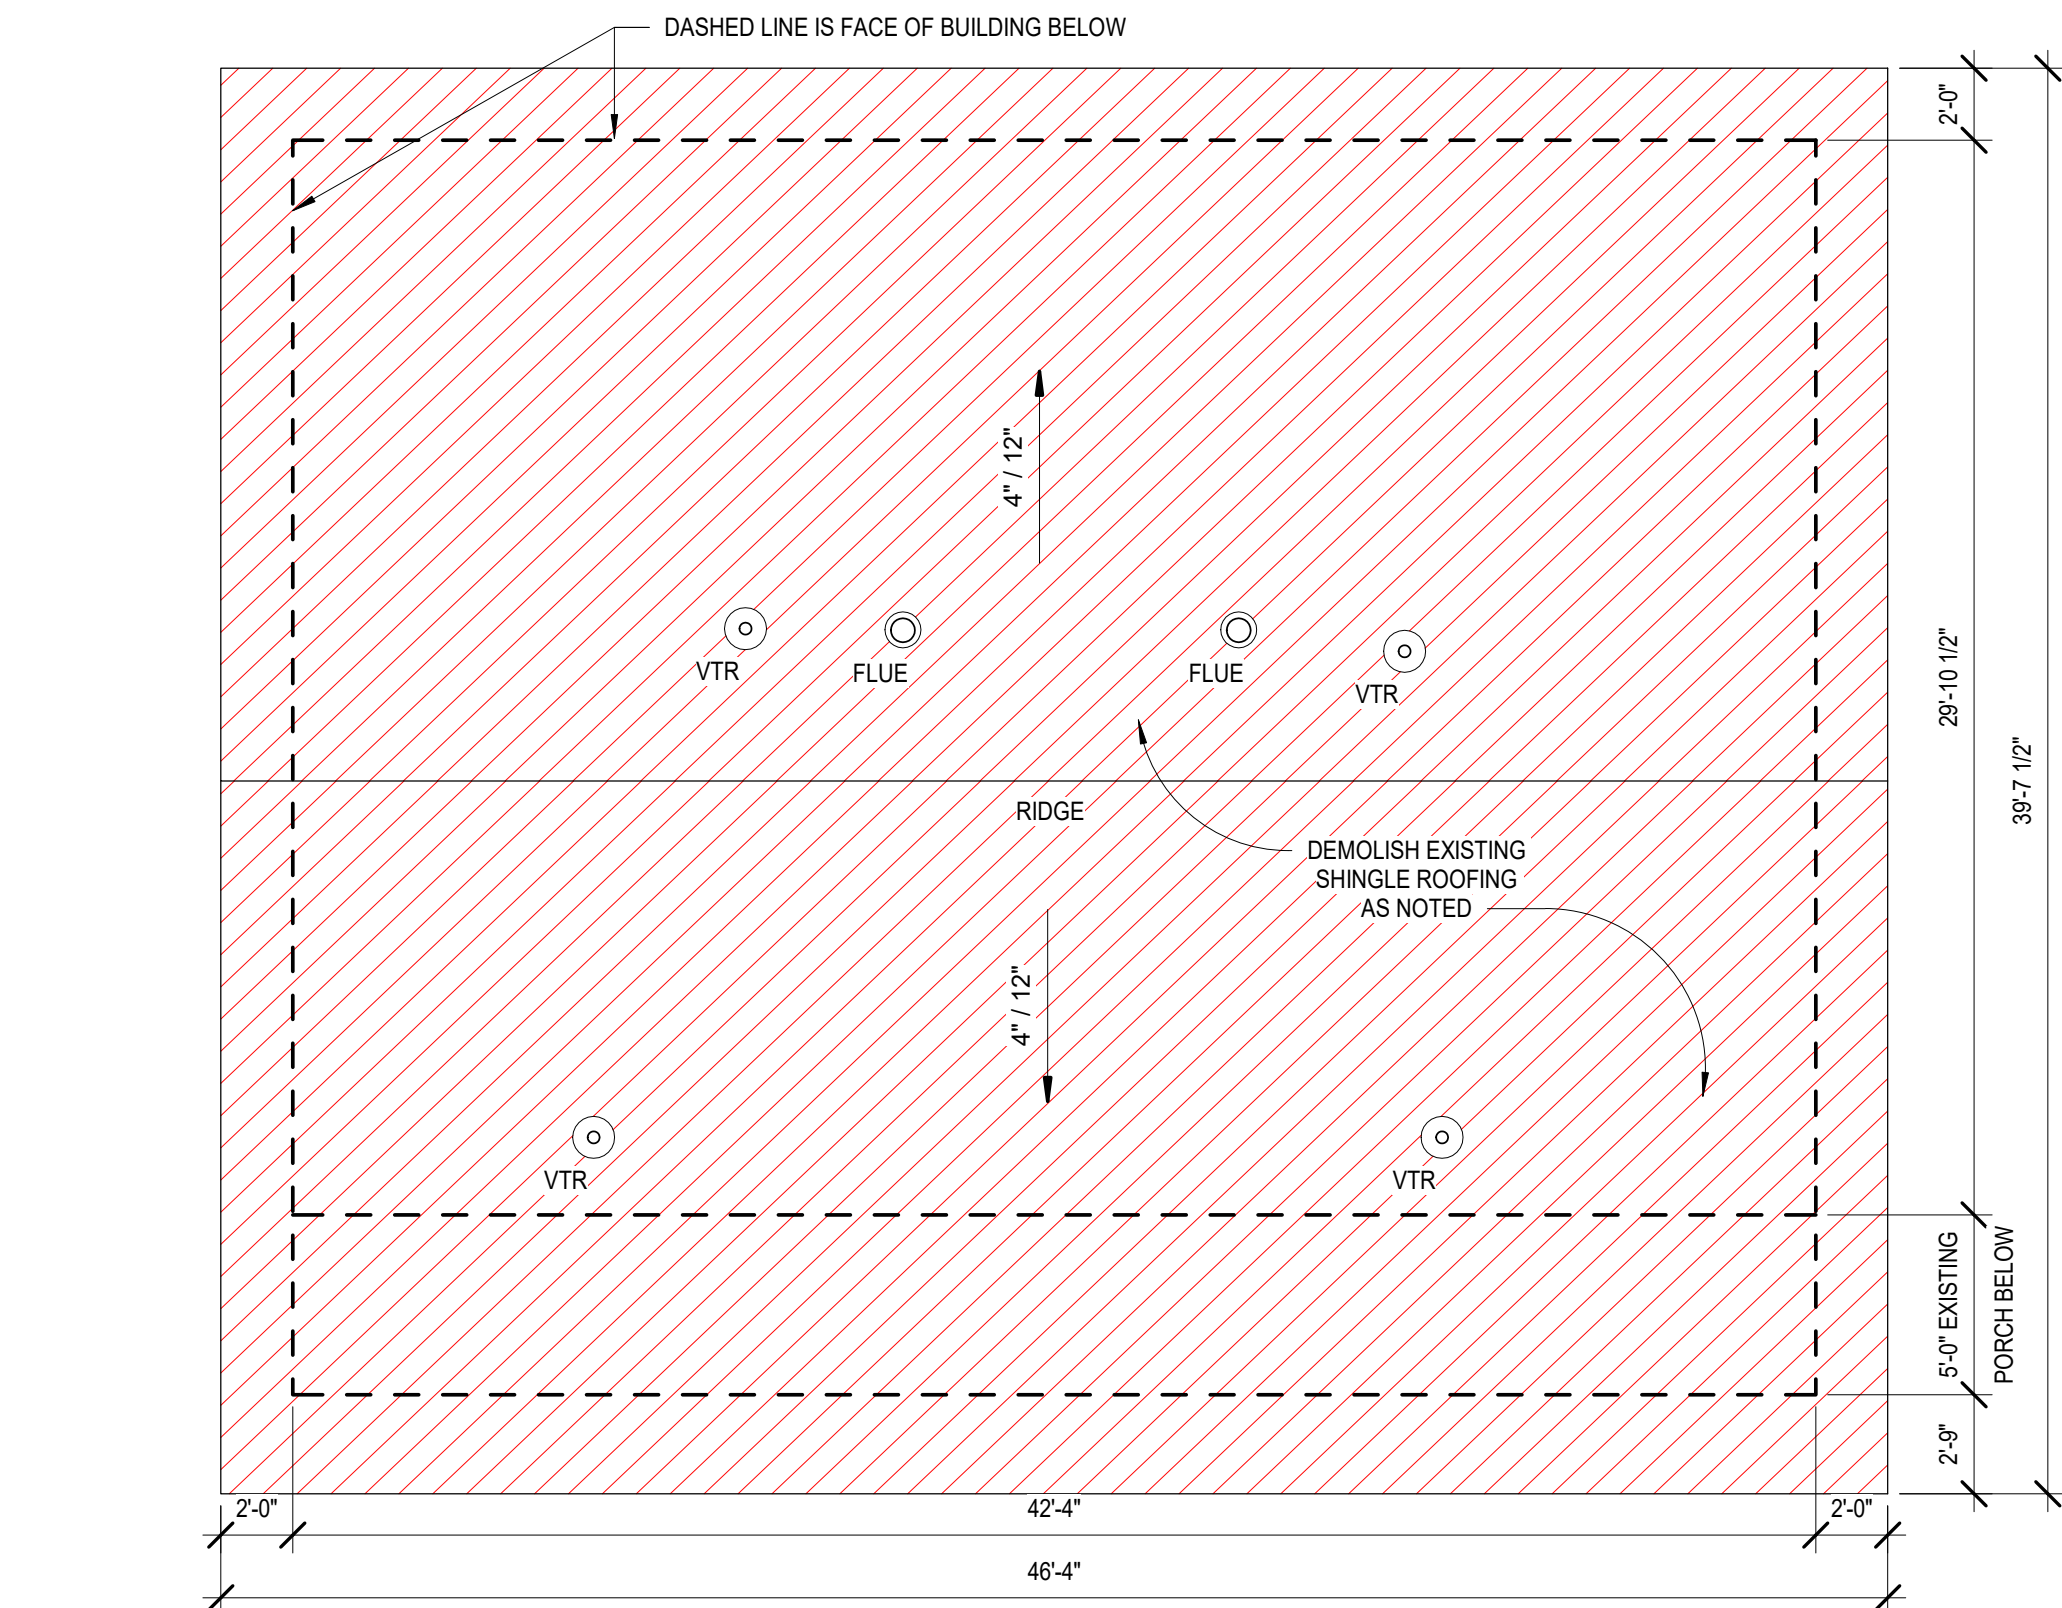 DASHED LINE IS FACE OF BUILDING BELOW
2'-0"
4" / 12"
VTR
FLUE
FLUE
VTR
29'-10 1/2"
39'-7 1/2"
RIDGE
DEMOLISH EXISTING
SHINGLE ROOFING
AS NOTED
4" / 12"
VTR
VTR
5'-0" EXISTING
PORCH BELOW
2'-9"
2'-0"
42'-4"
2'-0"
46'-4"